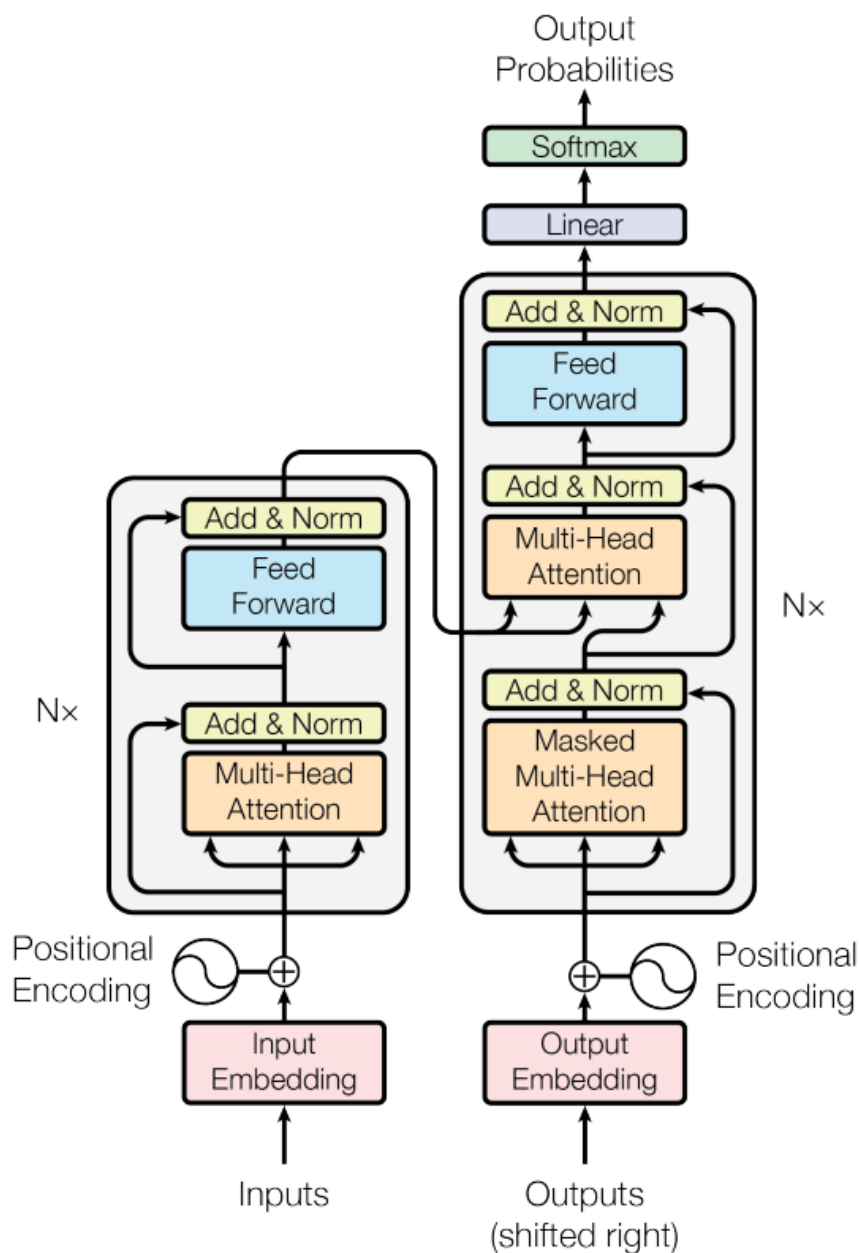 Output
Probabilities
Softmax
Linear
Add & Norm
Feed
Forward
Add & Norm
Multi-Head
Attention
Nx
Add & Norm
Masked
Multi-Head
Attention
Add & Norm
Feed
Forward
Nx
Add & Norm
Multi-Head
Attention
Positional
Encoding
Positional
Encoding
Input
Embedding
Output
Embedding
Inputs
Outputs
(shifted right)